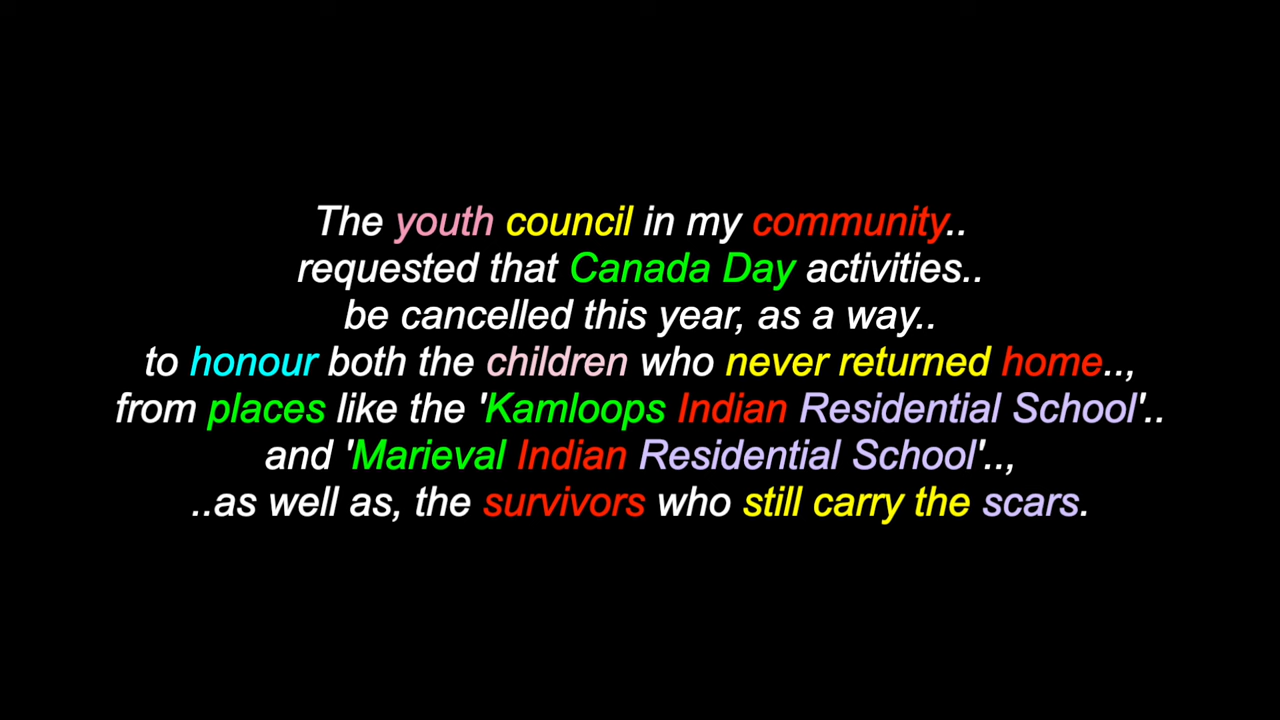 The youth council in my community..
requested that Canada Day activities..
be cancelled this year, as a way..
to honour both the children who never returned home..,
from places like the 'Kamloops Indian Residential School'..
and 'Marieval Indian Residential School'..,
..as well as, the survivors who still carry the scars.